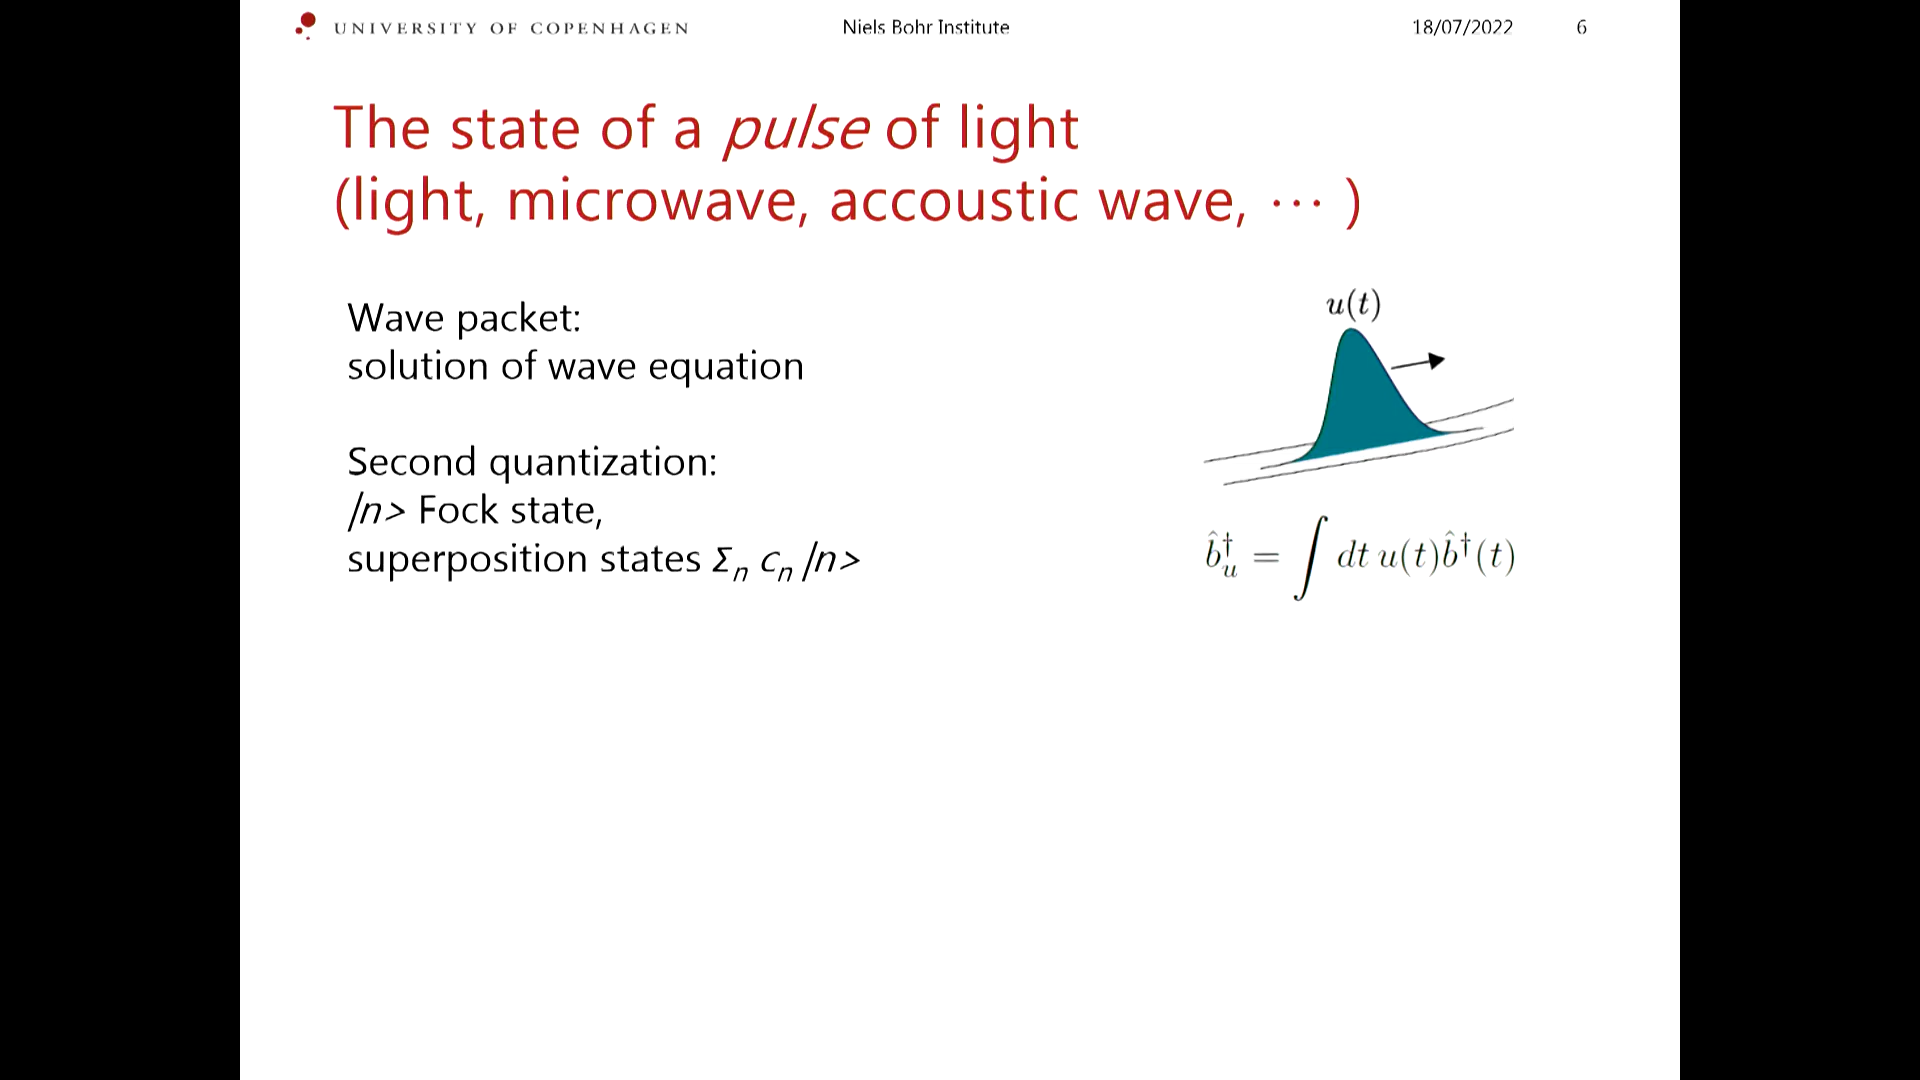 UNIVERSITY OF COPENHAGEN
Niels Bohr Institute
18/07/2022
6
The state of a pulse of light
(light, microwave, accoustic wave, ⋯ )
Wave packet:
solution of wave equation
Second quantization:
|n> Fock state,
superposition states Σₙ cₙ |n>
u(t)
b̂†ᵤ = ∫ dt u(t)b̂†(t)